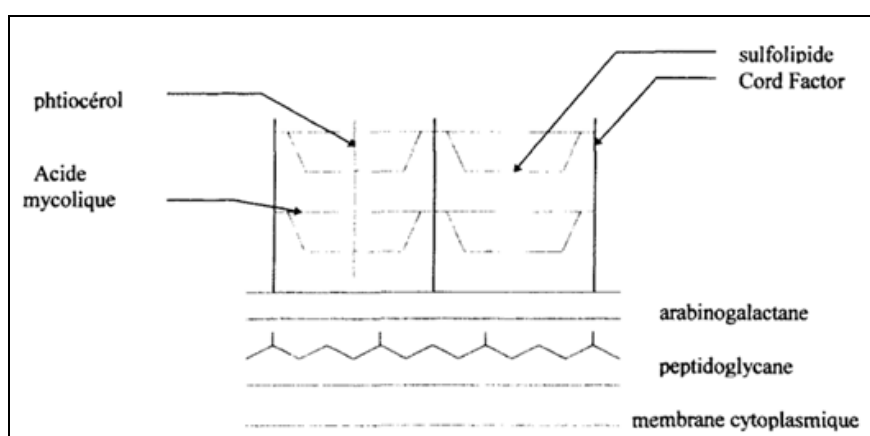 sulfolipide
Cord Factor
phtiocérol
Acide
mycolique
arabinogalactane
peptidoglycane
membrane cytoplasmique